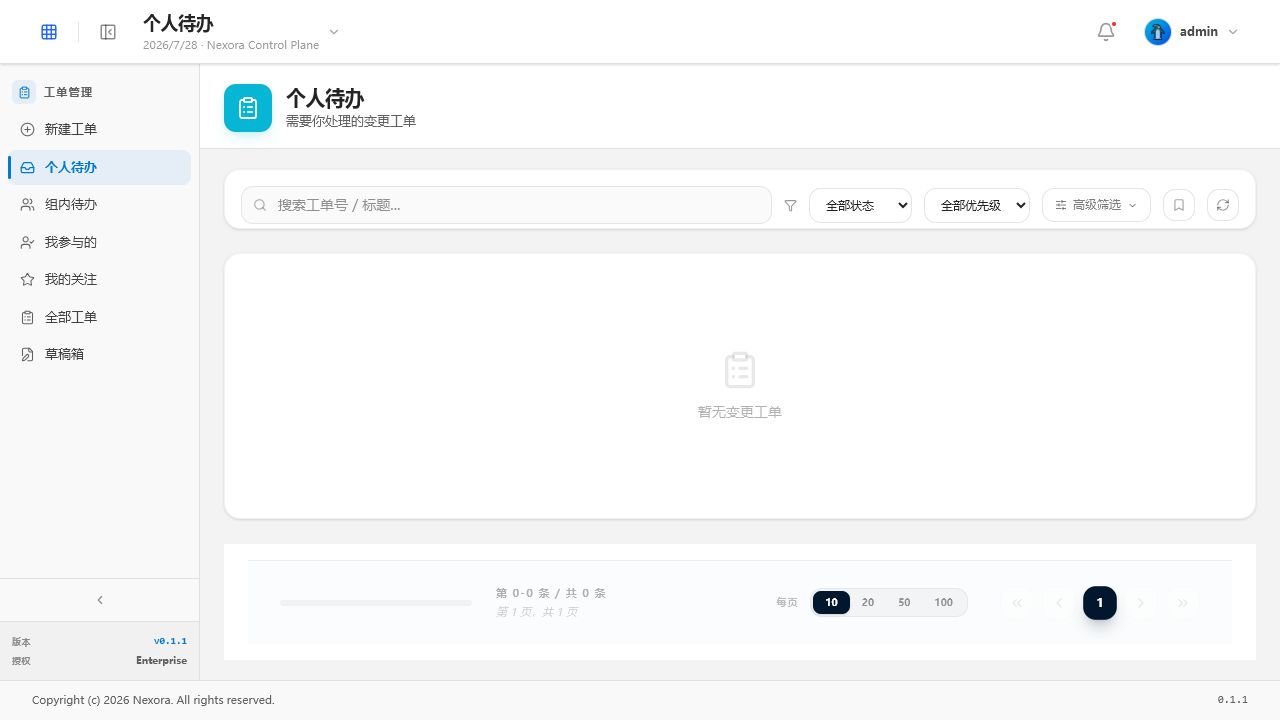 个人待办
2026/7/28 · Nexora Control Plane
admin
工单管理
新建工单
个人待办
组内待办
我参与的
我的关注
全部工单
草稿箱
版本 v0.1.1
授权 Enterprise
个人待办
需要你处理的变更工单
搜索工单号 / 标题...
全部状态
全部优先级
高级筛选
暂无变更工单
第 0-0 条 / 共 0 条
第 1 页，共 1 页
每页 10 20 50 100
1
Copyright (c) 2026 Nexora. All rights reserved.
0.1.1